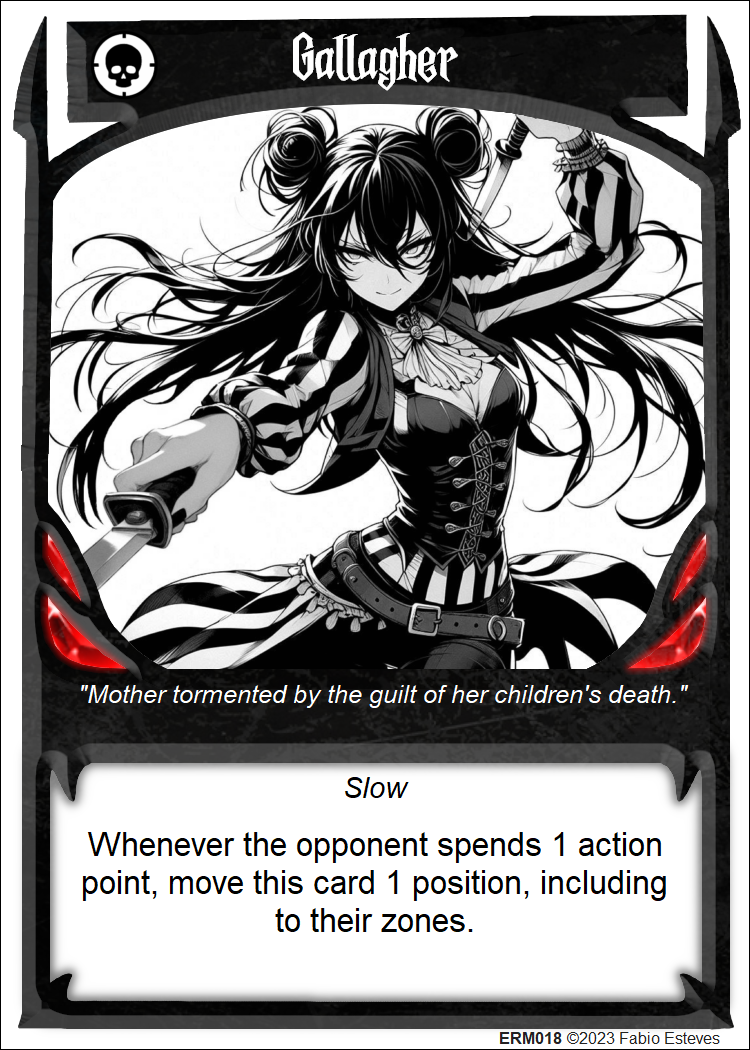 Gallagher
"Mother tormented by the guilt of her children's death."
Slow
Whenever the opponent spends 1 action
point, move this card 1 position, including
to their zones.
ERM018 ©2023 Fabio Esteves